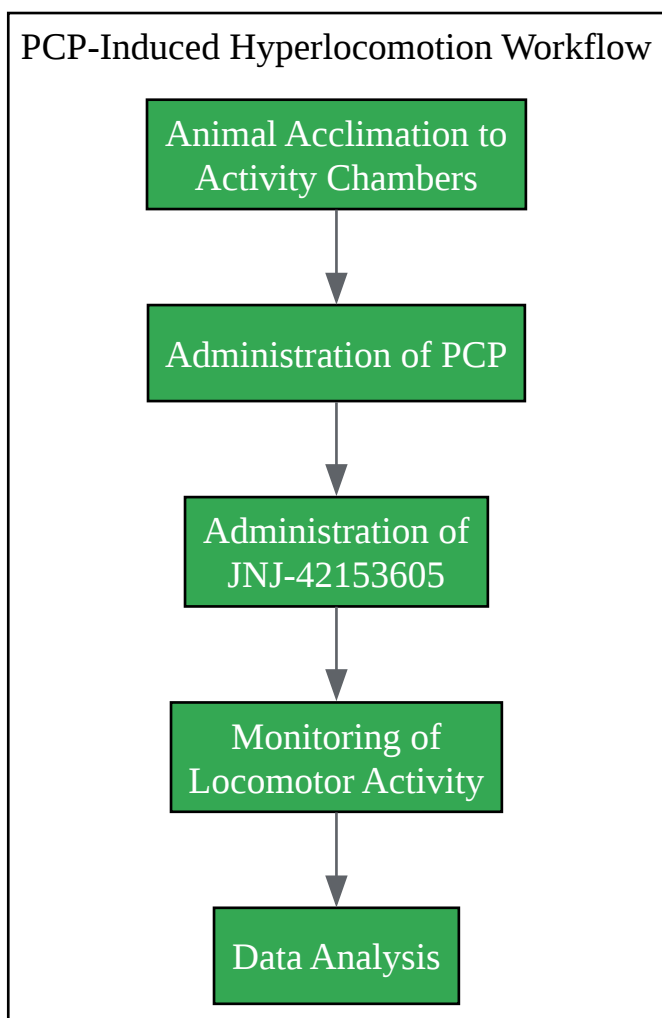 PCP-Induced Hyperlocomotion Workflow
Animal Acclimation to
Activity Chambers
Administration of PCP
Administration of
JNJ-42153605
Monitoring of
Locomotor Activity
Data Analysis